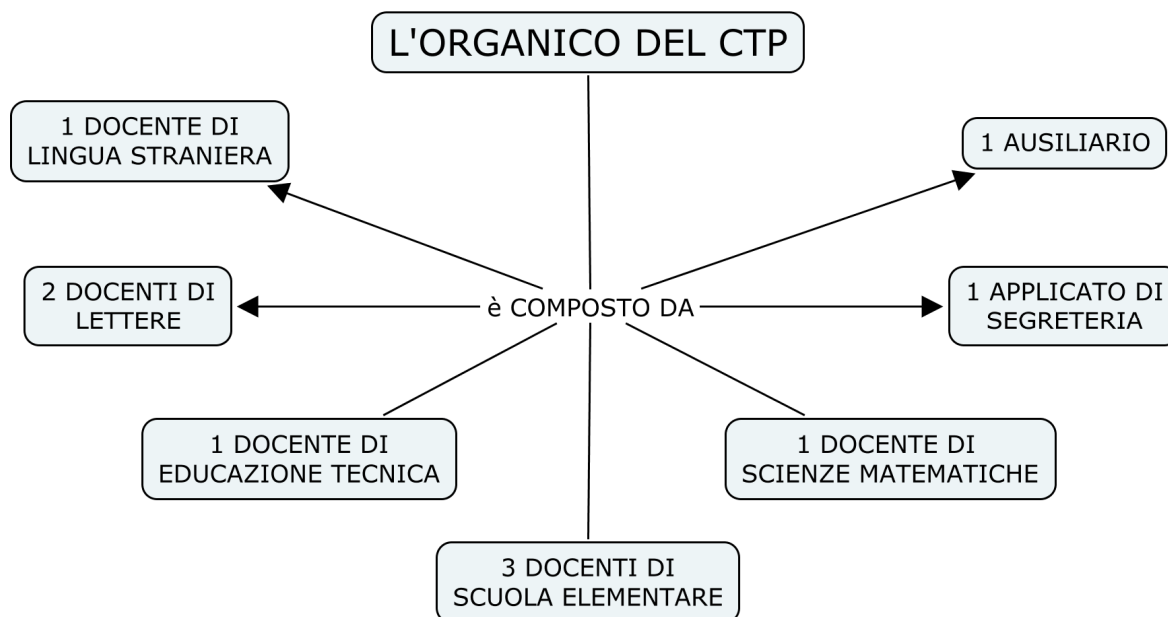 L'ORGANICO DEL CTP
1 DOCENTE DI
LINGUA STRANIERA
1 AUSILIARIO
2 DOCENTI DI
LETTERE
è COMPOSTO DA
1 APPLICATO DI
SEGRETERIA
1 DOCENTE DI
EDUCAZIONE TECNICA
1 DOCENTE DI
SCIENZE MATEMATICHE
3 DOCENTI DI
SCUOLA ELEMENTARE